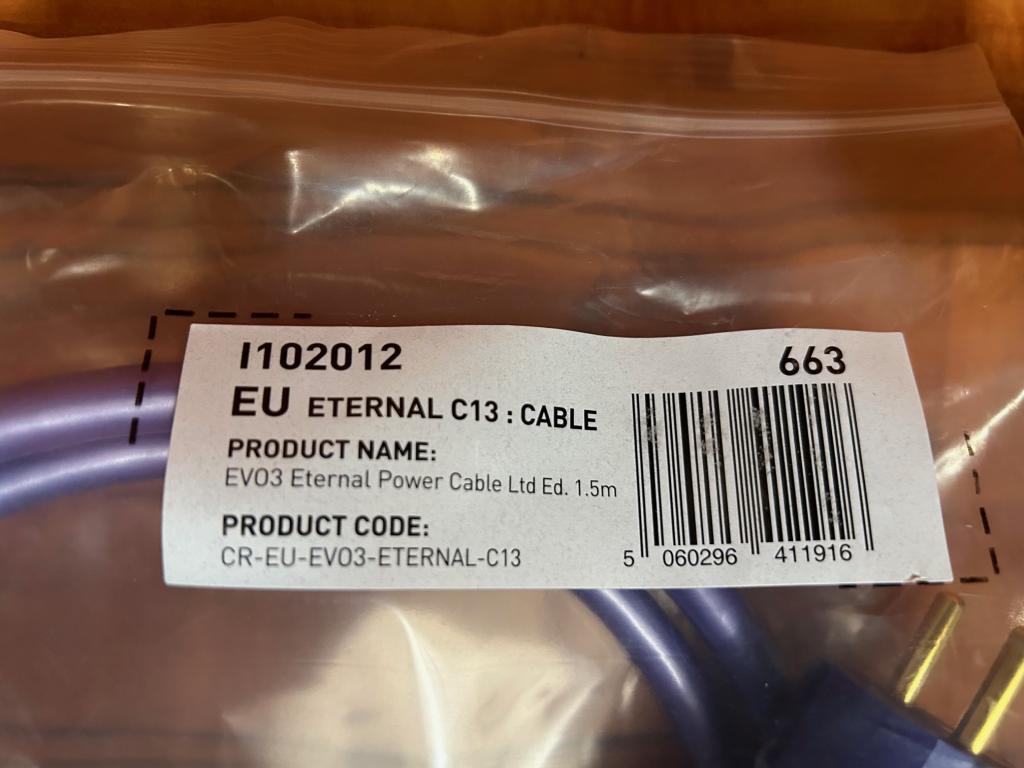 I102012
663
EU ETERNAL C13 : CABLE
PRODUCT NAME:
EVO3 Eternal Power Cable Ltd Ed. 1.5m
PRODUCT CODE:
CR-EU-EVO3-ETERNAL-C13
5 060296 411916